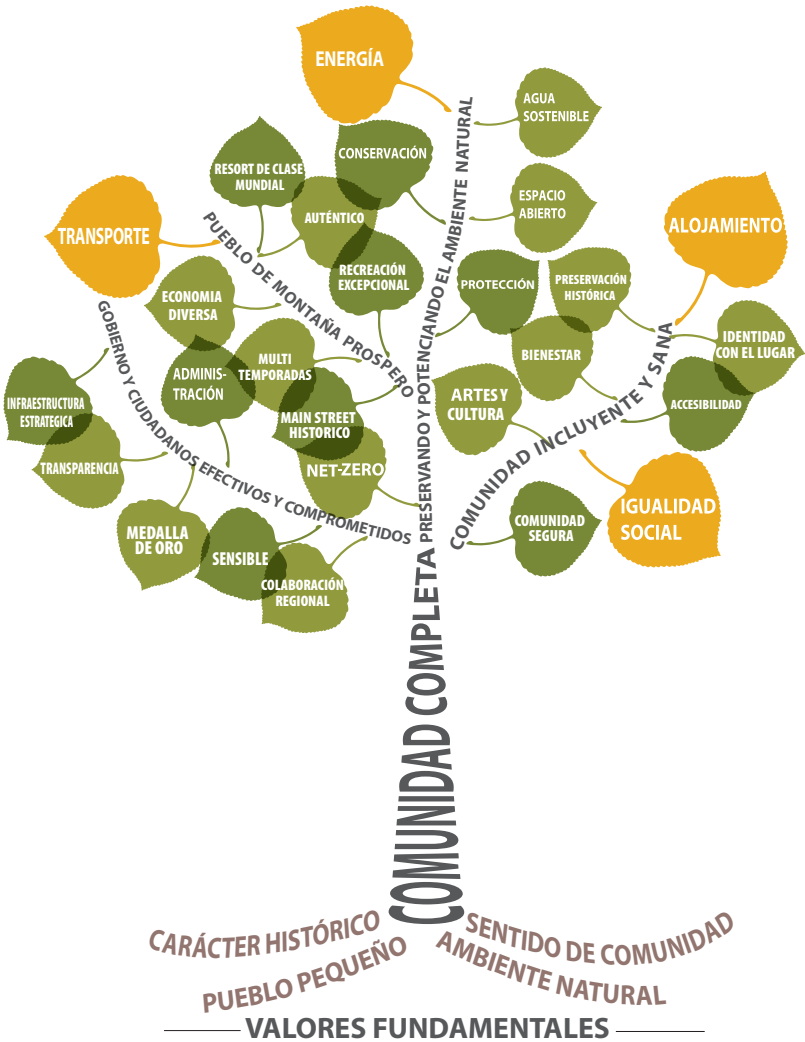 ENERGÍA
AGUA
SOSTENIBLE
CONSERVACIÓN
RESORT DE CLASE
MUNDIAL
AUTÉNTICO
ESPACIO
ABIERTO
TRANSPORTE
ALOJAMIENTO
RECREACIÓN
EXCEPCIONAL
PROTECCIÓN
PRESERVACIÓN
HISTÓRICA
ECONOMIA
DIVERSA
PUEBLO DE MONTAÑA PROSPERO
PRESERVANDO Y POTENCIANDO EL AMBIENTE NATURAL
IDENTIDAD
CON EL LUGAR
BIENESTAR
ADMINIS-
TRACIÓN
MULTI
TEMPORADAS
ARTES Y
CULTURA
ACCESIBILIDAD
INFRAESTRUCTURA
ESTRATEGICA
MAIN STREET
HISTORICO
GOBIERNO Y CIUDADANOS EFECTIVOS Y COMPROMETIDOS
COMUNIDAD INCLUYENTE Y SANA
TRANSPARENCIA
NET-ZERO
IGUALIDAD
SOCIAL
COMUNIDAD
SEGURA
MEDALLA
DE ORO
SENSIBLE
COLABORACIÓN
REGIONAL
COMUNIDAD COMPLETA
CARÁCTER HISTÓRICO
SENTIDO DE COMUNIDAD
PUEBLO PEQUEÑO
AMBIENTE NATURAL
VALORES FUNDAMENTALES